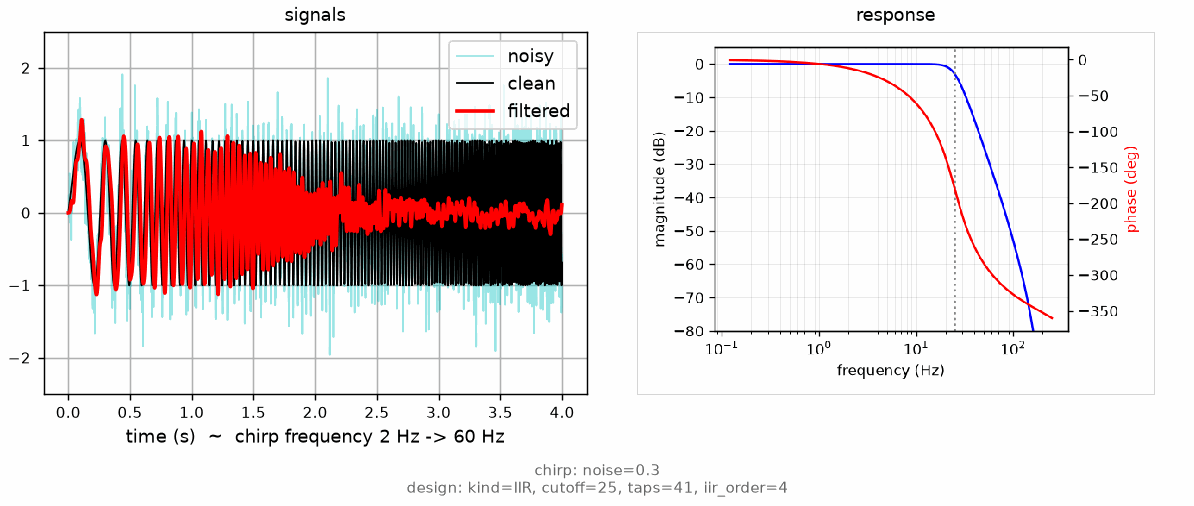 signals
noisy
clean
filtered
2
1
0
−1
−2
0.0 0.5 1.0 1.5 2.0 2.5 3.0 3.5 4.0
time (s) ~ chirp frequency 2 Hz -> 60 Hz
response
magnitude (dB)
0
−10
−20
−30
−40
−50
−60
−70
−80
0
−50
−100
−150
−200
−250
−300
−350
phase (deg)
10⁻¹ 10⁰ 10¹ 10²
frequency (Hz)
chirp: noise=0.3
design: kind=IIR, cutoff=25, taps=41, iir_order=4